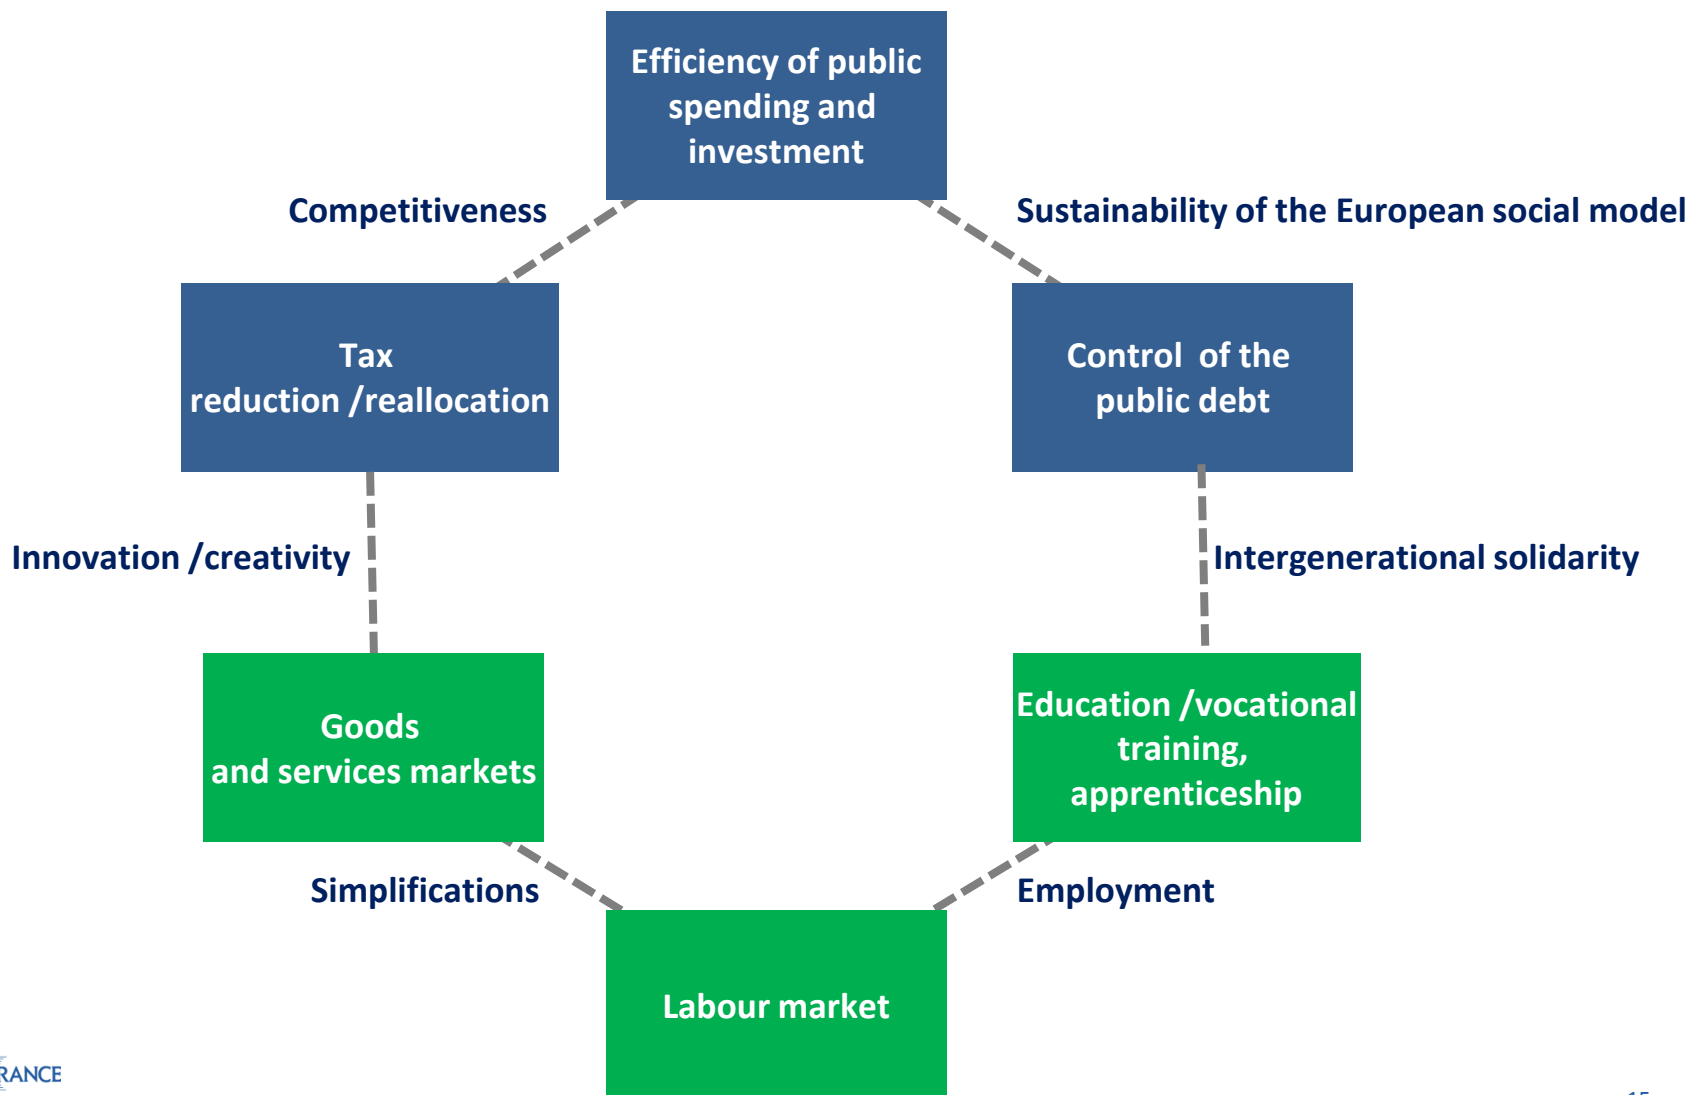 Efficiency of public
spending and
investment
Competitiveness
Sustainability of the European social model
Tax
reduction /reallocation
Control  of the
public debt
Innovation /creativity
Intergenerational solidarity
Goods
and services markets
Education /vocational
training,
apprenticeship
Simplifications
Employment
Labour market
RANCE